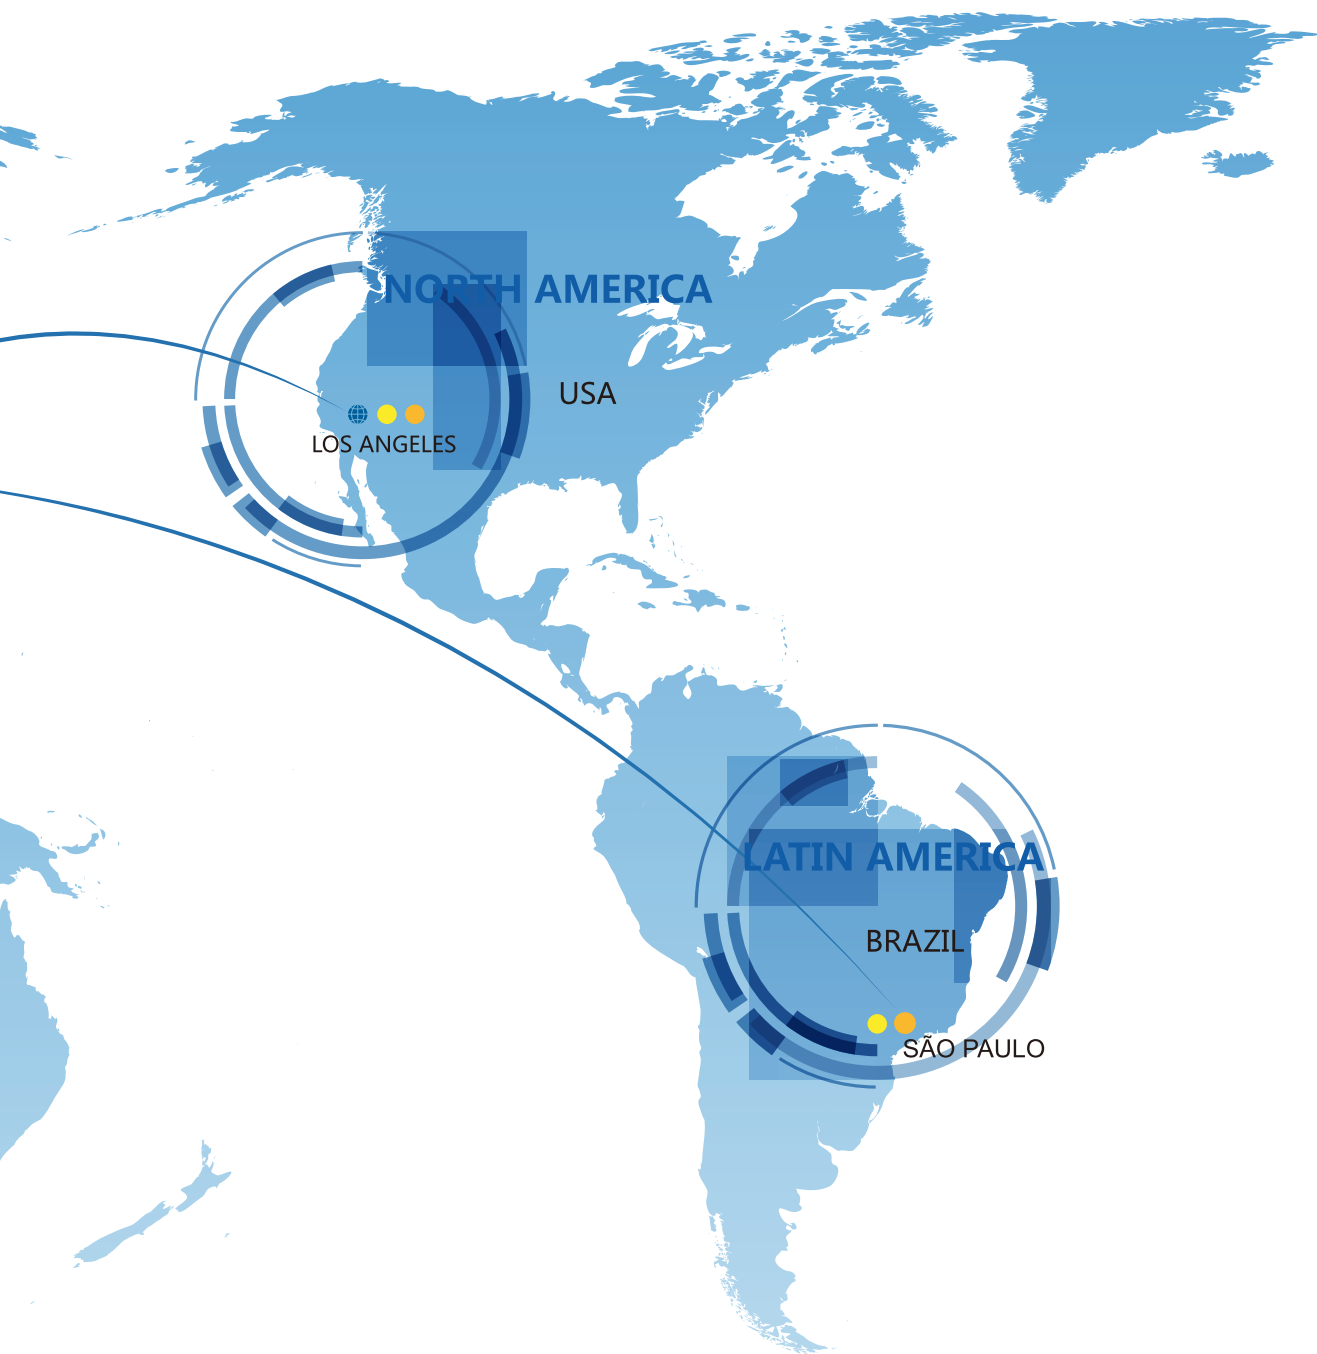 NORTH AMERICA
USA
LOS ANGELES
LATIN AMERICA
BRAZIL
SÃO PAULO